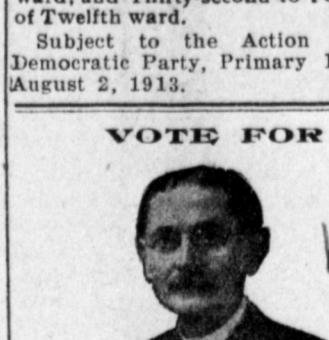 of Twelfth ward.
Subject to the Action
Democratic Party, Primary
August 2, 1913.
VOTE FOR